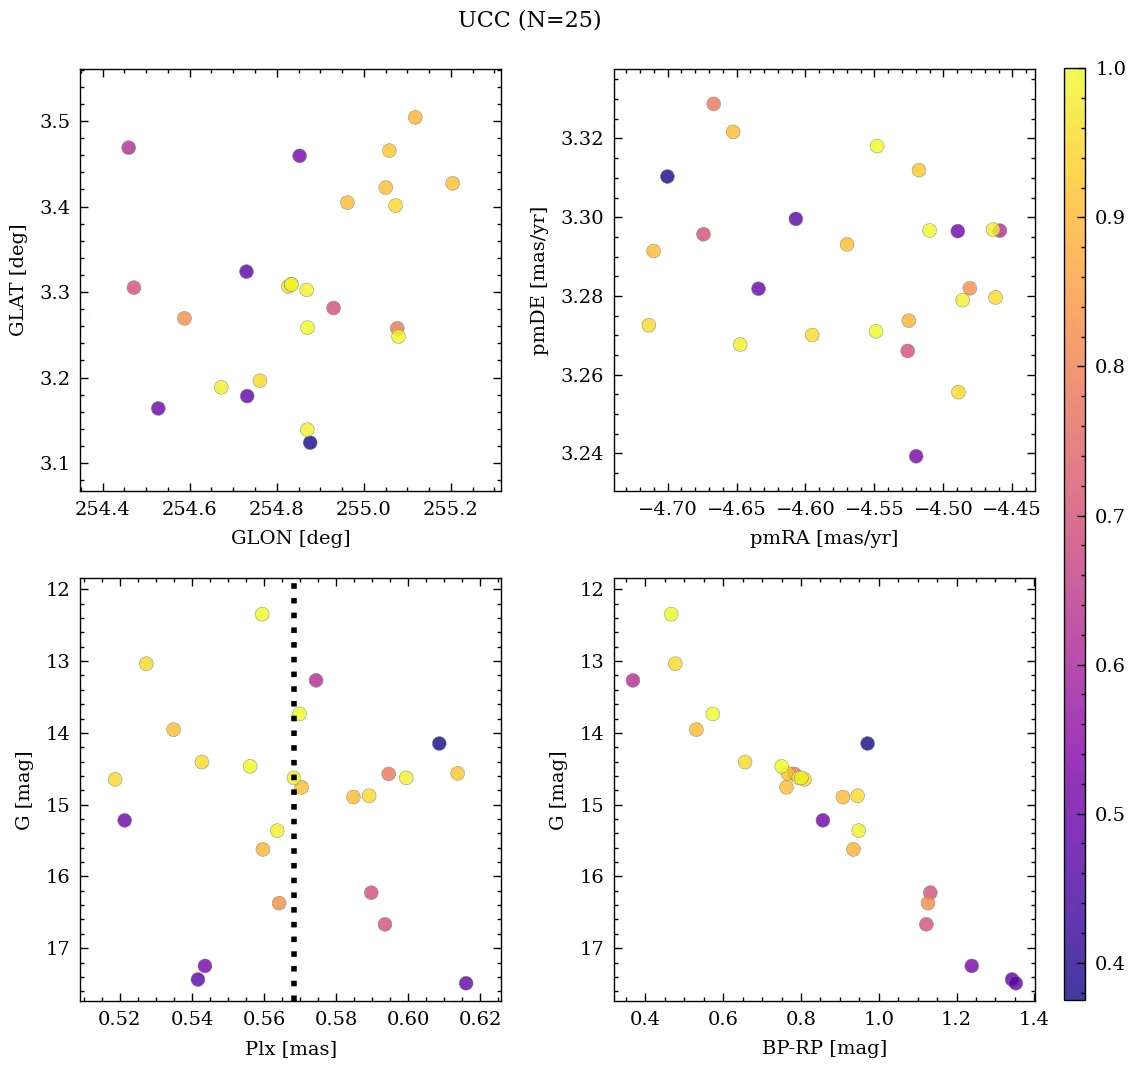 UCC (N=25)
3.5
3.4
3.3
3.2
3.1
GLAT [deg]
254.4 254.6 254.8 255.0 255.2
GLON [deg]
3.32
3.30
3.28
3.26
3.24
pmDE [mas/yr]
−4.70 −4.65 −4.60 −4.55 −4.50 −4.45
pmRA [mas/yr]
12
13
14
15
16
17
G [mag]
0.52 0.54 0.56 0.58 0.60 0.62
Plx [mas]
12
13
14
15
16
17
G [mag]
0.4 0.6 0.8 1.0 1.2 1.4
BP-RP [mag]
1.0
0.9
0.8
0.7
0.6
0.5
0.4